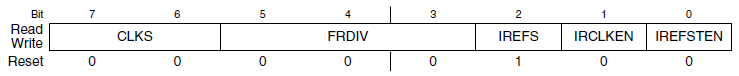 Bit 7 6 5 4 3 2 1 0
Read
Write
CLKS FRDIV IREFS IRCLKEN IREFSTEN
Reset 0 0 0 0 0 1 0 0